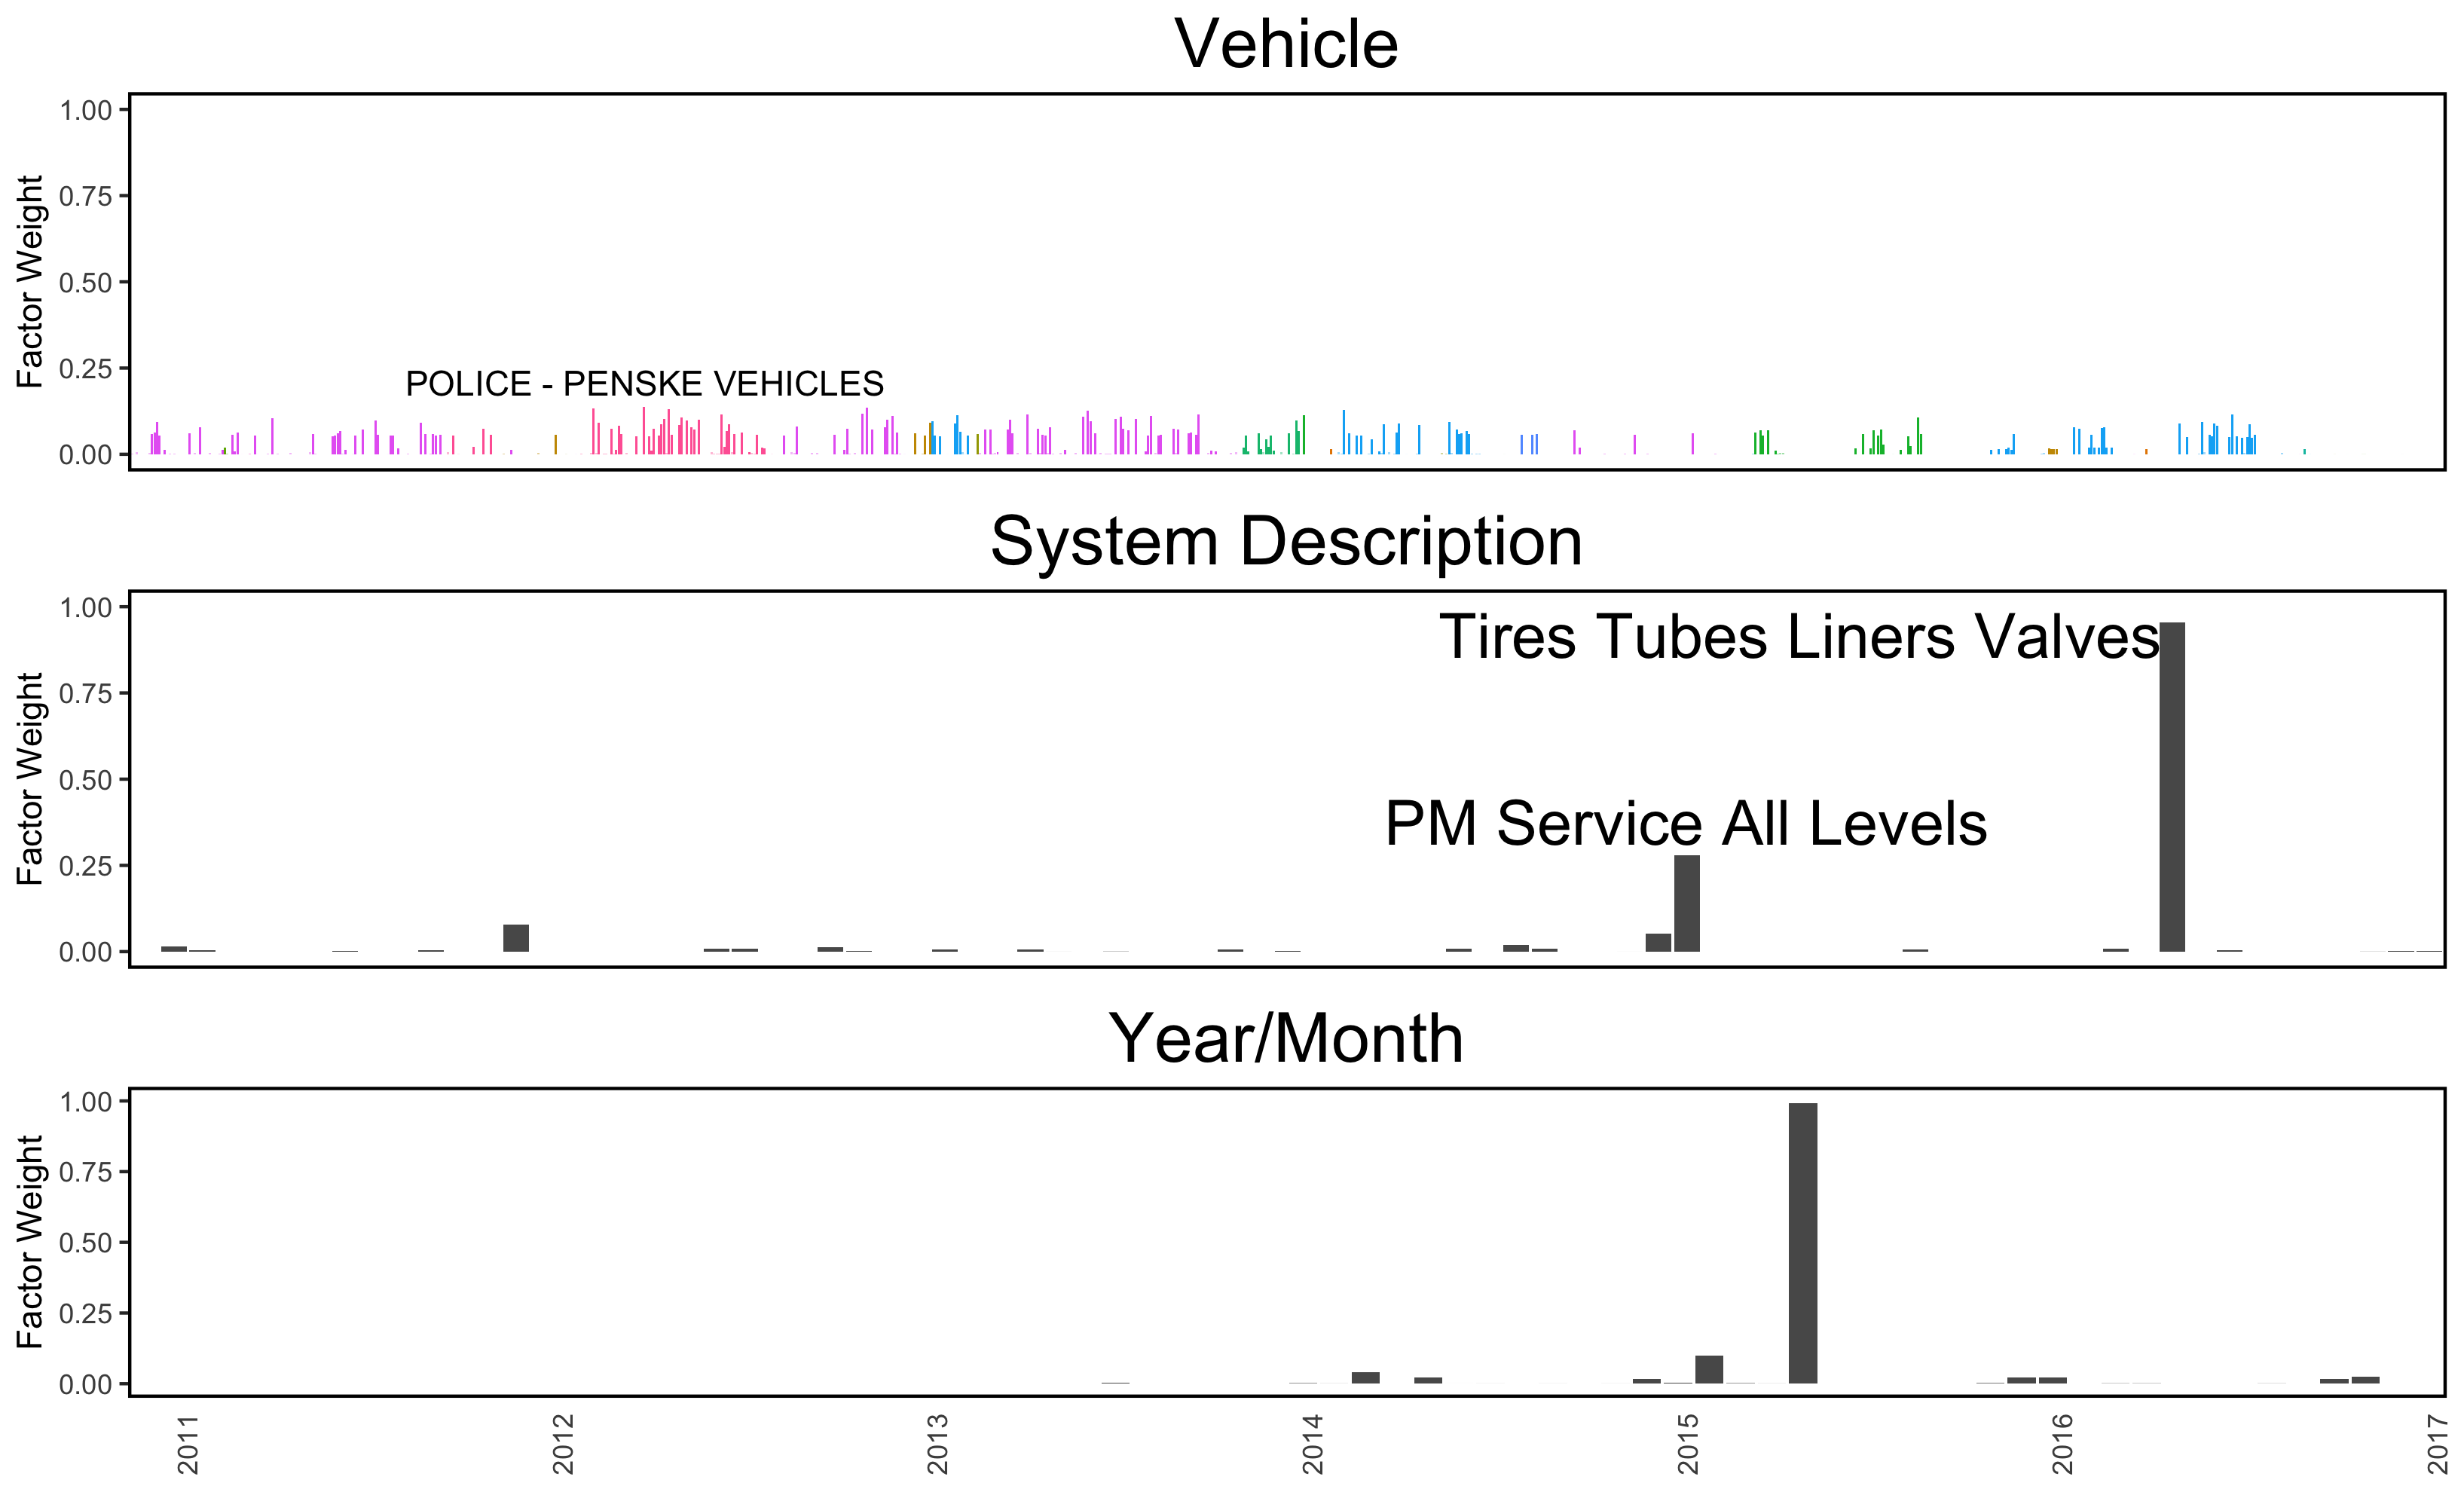 Vehicle
Factor Weight
1.00
0.75
0.50
0.25
0.00
POLICE - PENSKE VEHICLES
System Description
Factor Weight
1.00
0.75
0.50
0.25
0.00
Tires Tubes Liners Valves
PM Service All Levels
Year/Month
Factor Weight
1.00
0.75
0.50
0.25
0.00
2011
2012
2013
2014
2015
2016
2017